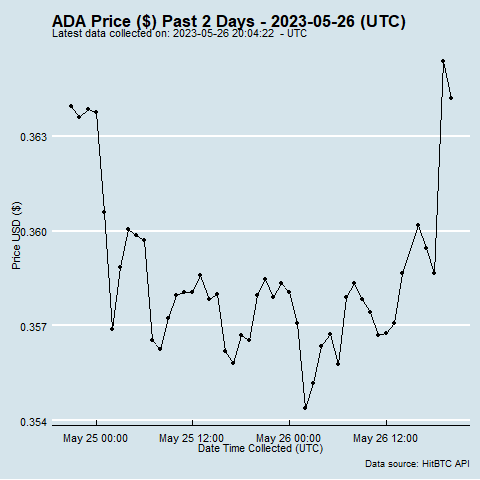 ADA Price ($) Past 2 Days - 2023-05-26 (UTC)
Latest data collected on: 2023-05-26 20:04:22  - UTC
0.363
0.360
0.357
0.354
Price USD ($)
May 25 00:00
May 25 12:00
May 26 00:00
May 26 12:00
Date Time Collected (UTC)
Data source: HitBTC API